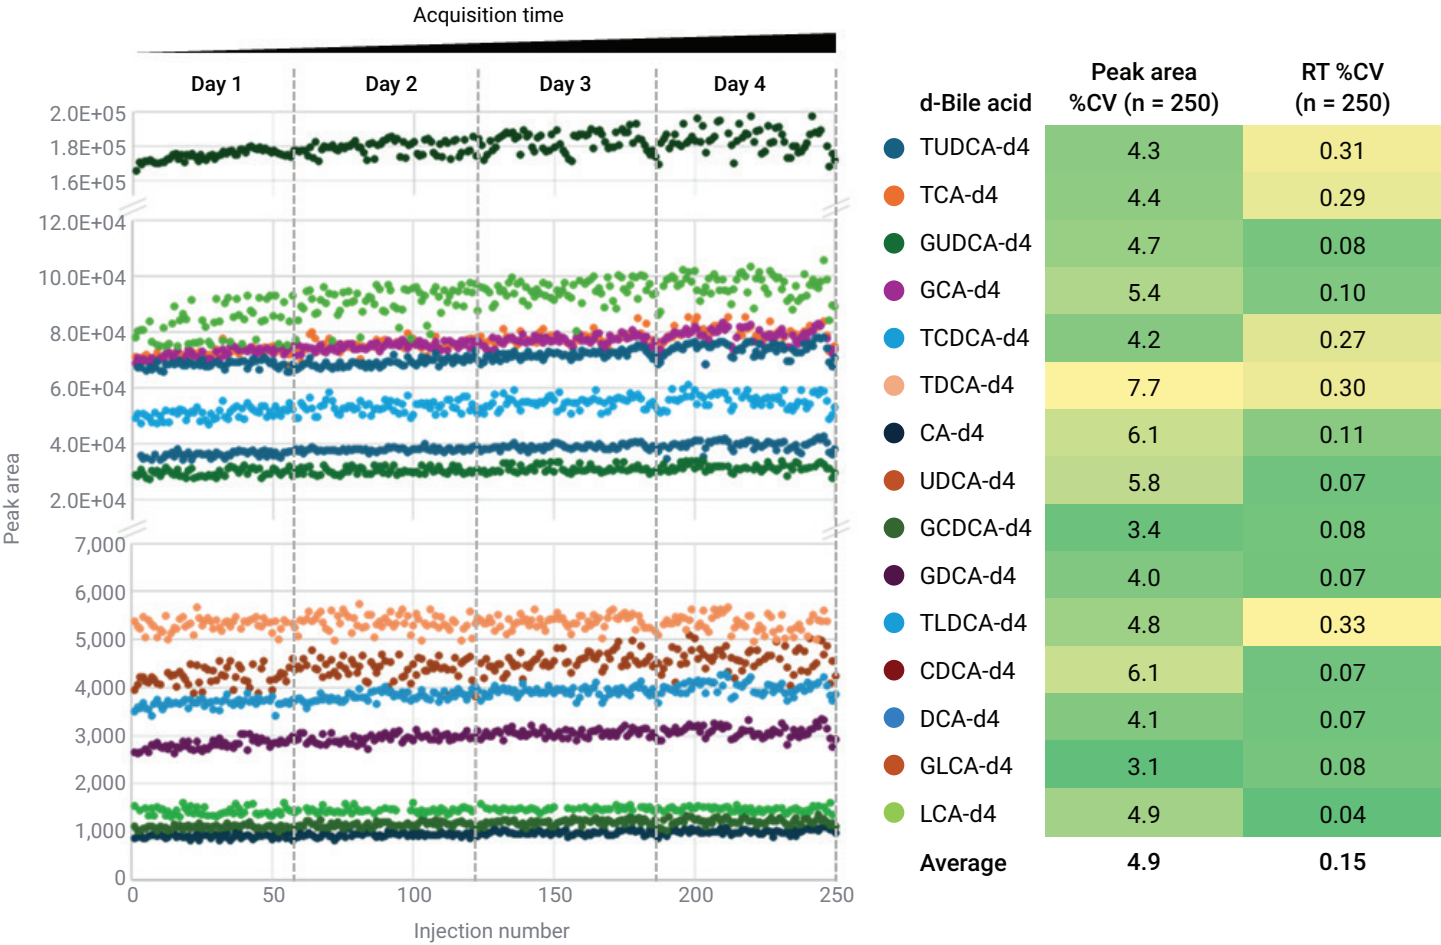 Acquisition time
Day 1 Day 2 Day 3 Day 4
Peak area
2.0E+05
1.8E+05
1.6E+05
12.0E+04
10.0E+04
8.0E+04
6.0E+04
4.0E+04
2.0E+04
7,000
6,000
5,000
4,000
3,000
2,000
1,000
0
0 50 100 150 200 250
Injection number
d-Bile acid Peak area %CV (n = 250) RT %CV (n = 250)
TUDCA-d4 4.3 0.31
TCA-d4 4.4 0.29
GUDCA-d4 4.7 0.08
GCA-d4 5.4 0.10
TCDCA-d4 4.2 0.27
TDCA-d4 7.7 0.30
CA-d4 6.1 0.11
UDCA-d4 5.8 0.07
GCDCA-d4 3.4 0.08
GDCA-d4 4.0 0.07
TLDCA-d4 4.8 0.33
CDCA-d4 6.1 0.07
DCA-d4 4.1 0.07
GLCA-d4 3.1 0.08
LCA-d4 4.9 0.04
Average 4.9 0.15